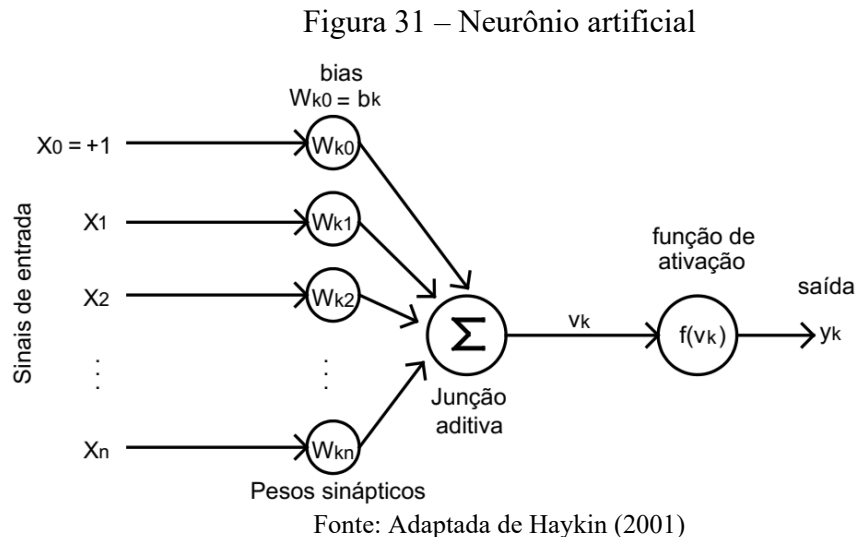 Figura 31 – Neurônio artificial
bias
Wk0 = bk
X0 = +1
Wk0
X1
Wk1
X2
Wk2
Xn
Wkn
Sinais de entrada
Pesos sinápticos
Σ
Junção
aditiva
vk
função de
ativação
f(vk)
saída
yk
Fonte: Adaptada de Haykin (2001)